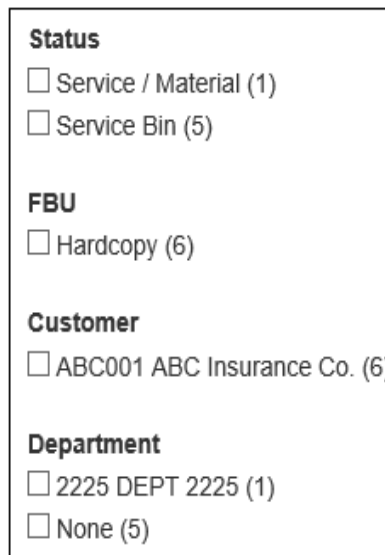 Status
Service / Material (1)
Service Bin (5)
FBU
Hardcopy (6)
Customer
ABC001 ABC Insurance Co. (6)
Department
2225 DEPT 2225 (1)
None (5)